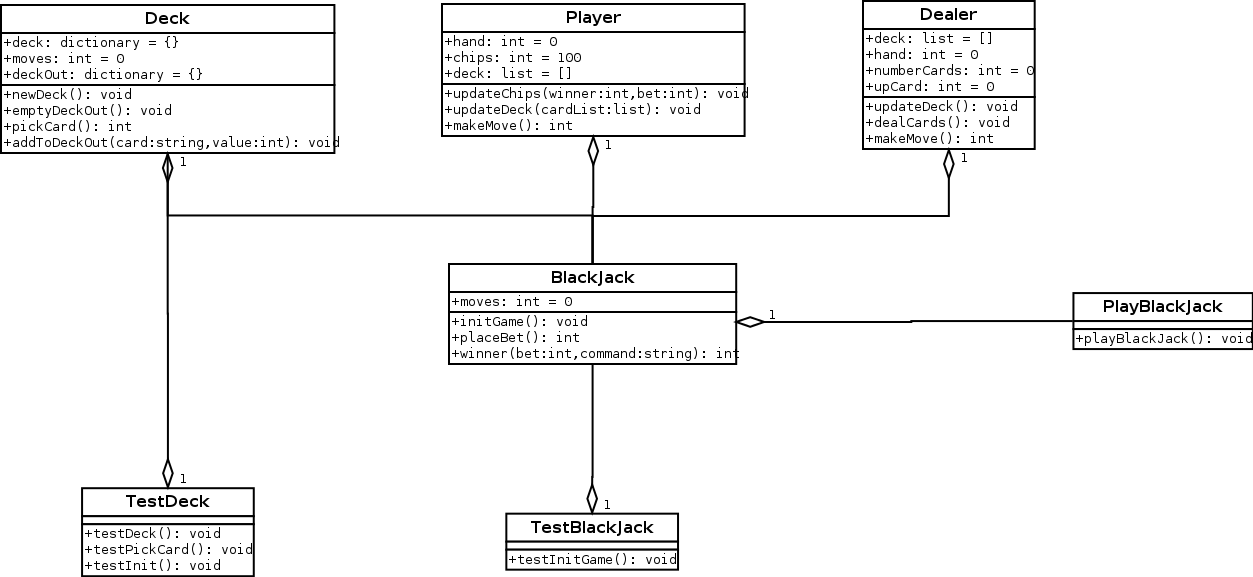 Deck
+deck: dictionary = {}
+moves: int = 0
+deckOut: dictionary = {}
+newDeck(): void
+emptyDeckOut(): void
+pickCard(): int
+addToDeckOut(card:string,value:int): void
1
Player
+hand: int = 0
+chips: int = 100
+deck: list = []
+updateChips(winner:int,bet:int): void
+updateDeck(cardList:list): void
+makeMove(): int
1
Dealer
+deck: list = []
+hand: int = 0
+numberCards: int = 0
+upCard: int = 0
+updateDeck(): void
+dealCards(): void
+makeMove(): int
1
BlackJack
+moves: int = 0
+initGame(): void
+placeBet(): int
+winner(bet:int,command:string): int
1
PlayBlackJack
+playBlackJack(): void
1
TestDeck
+testDeck(): void
+testPickCard(): void
+testInit(): void
1
TestBlackJack
+testInitGame(): void